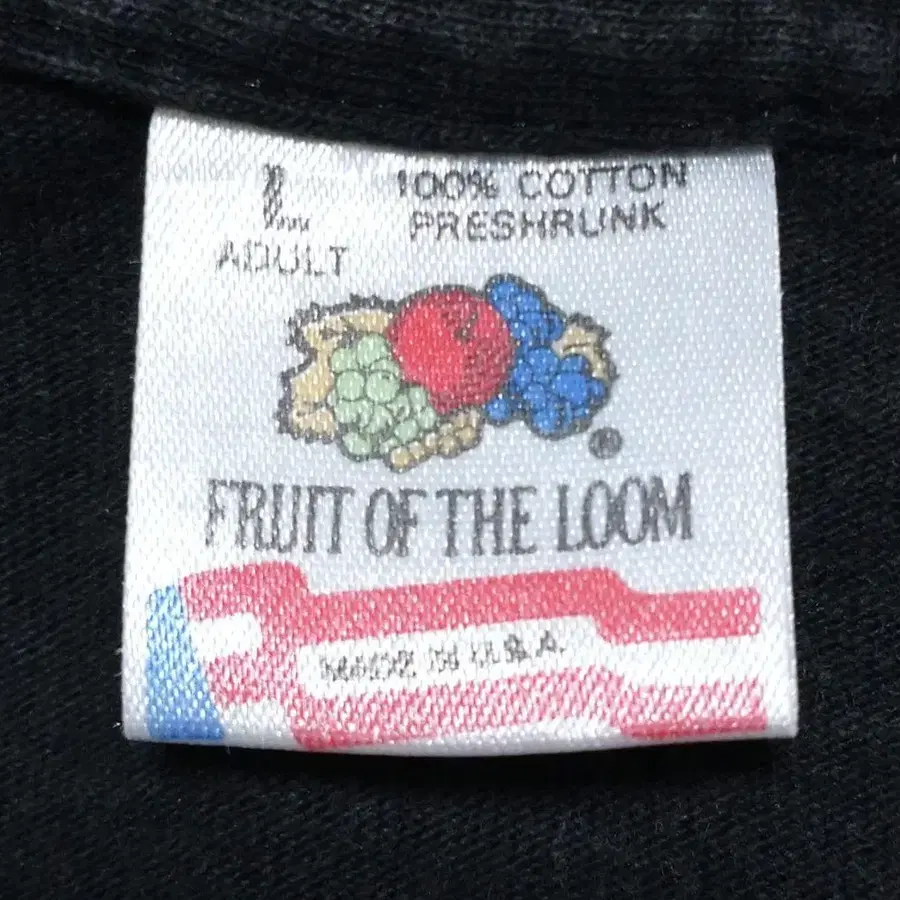 L
100% COTTON
PRESHRUNK
ADULT
®
FRUIT OF THE LOOM
MADE IN U.S.A.